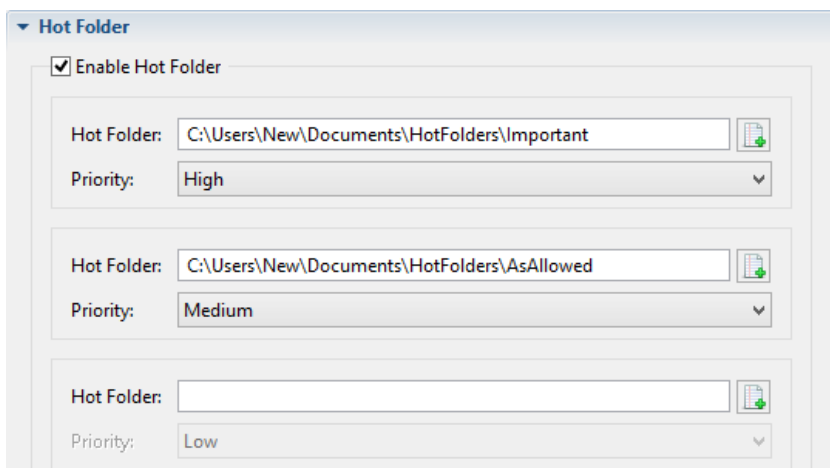 Hot Folder
Enable Hot Folder
Hot Folder: C:\Users\New\Documents\HotFolders\Important
Priority: High
Hot Folder: C:\Users\New\Documents\HotFolders\AsAllowed
Priority: Medium
Hot Folder:
Priority: Low